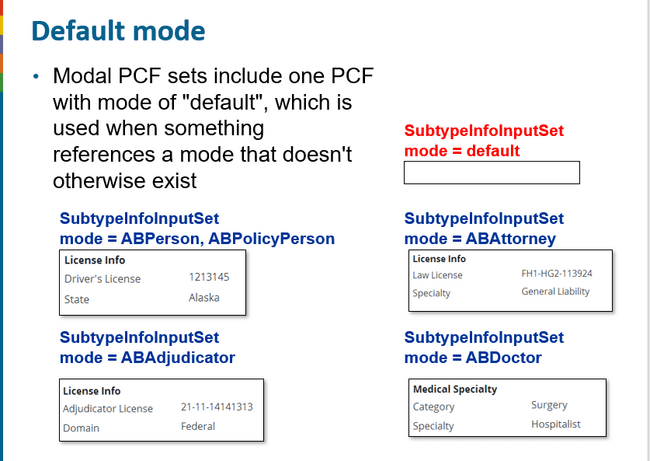 Default mode
• Modal PCF sets include one PCF
with mode of "default", which is
used when something
references a mode that doesn't
otherwise exist
SubtypeInfoInputSet
mode = default
SubtypeInfoInputSet
mode = ABPerson, ABPolicyPerson
License Info
Driver's License 1213145
State Alaska
SubtypeInfoInputSet
mode = ABAttorney
License Info
Law License FH1-HG2-113924
Specialty General Liability
SubtypeInfoInputSet
mode = ABAdjudicator
License Info
Adjudicator License 21-11-14141313
Domain Federal
SubtypeInfoInputSet
mode = ABDoctor
Medical Specialty
Category Surgery
Specialty Hospitalist